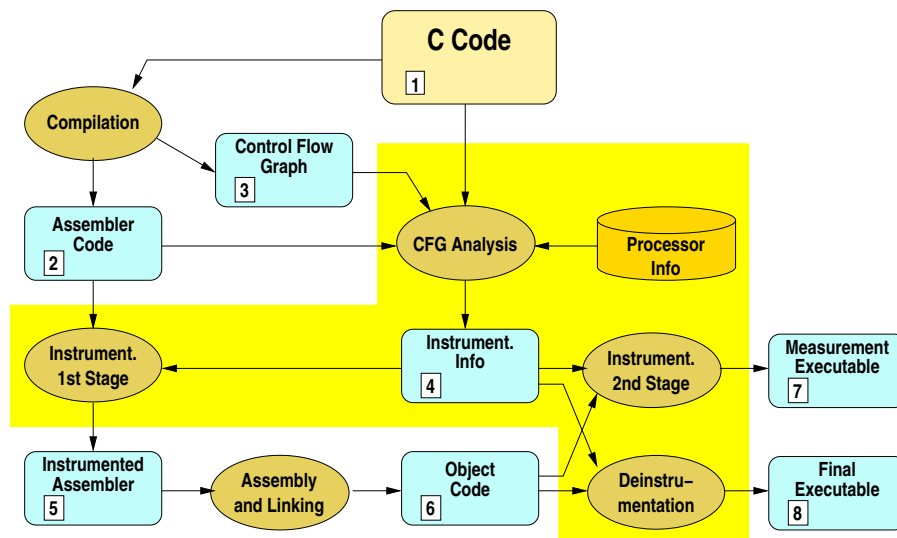 C Code
1
Compilation
Control Flow
Graph
3
Assembler
Code
2
CFG Analysis
Processor
Info
Instrument.
1st Stage
Instrument.
Info
4
Instrument.
2nd Stage
Measurement
Executable
7
Instrumented
Assembler
5
Assembly
and Linking
Object
Code
6
Deinstru-
mentation
Final
Executable
8